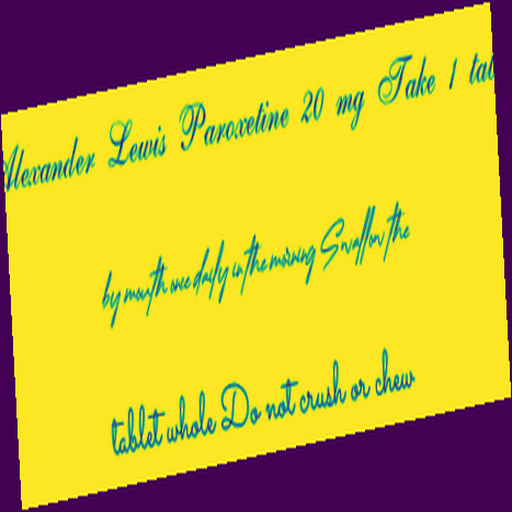 Alexander Lewis Paroxetine 20 mg Take 1 tab
by mouth once daily in the morning Swallow the
tablet whole Do not crush or chew